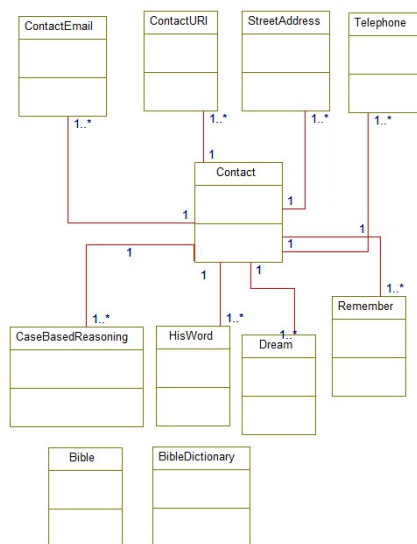 ContactEmail
ContactURI
StreetAddress
Telephone
1..*
1..*
1..*
1..*
1
Contact
1
1
1
1
1
1
1
1
1..*
1..*
1..*
1..*
CaseBasedReasoning
HisWord
Dream
Remember
Bible
BibleDictionary